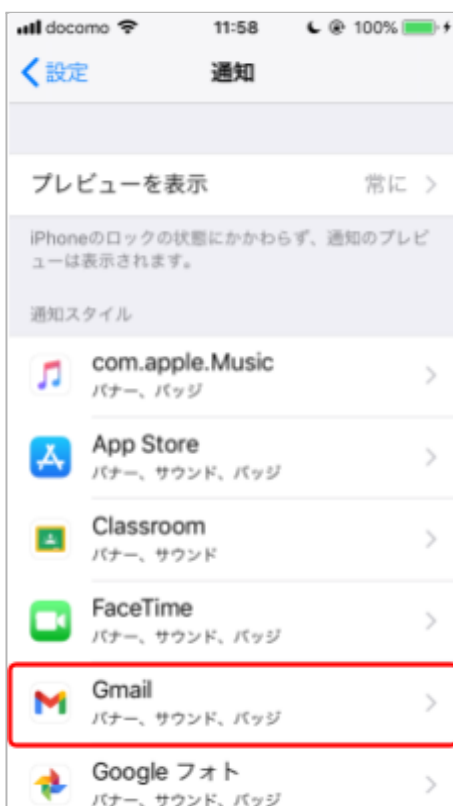 docomo 11:58 100%
設定 通知
プレビューを表示 常に
iPhoneのロックの状態にかかわらず、通知のプレビ
ューは表示されます。
通知スタイル
com.apple.Music
バナー、バッジ
App Store
バナー、サウンド、バッジ
Classroom
バナー、サウンド
FaceTime
バナー、サウンド、バッジ
Gmail
バナー、サウンド、バッジ
Google フォト
バナー、サウンド、バッジ